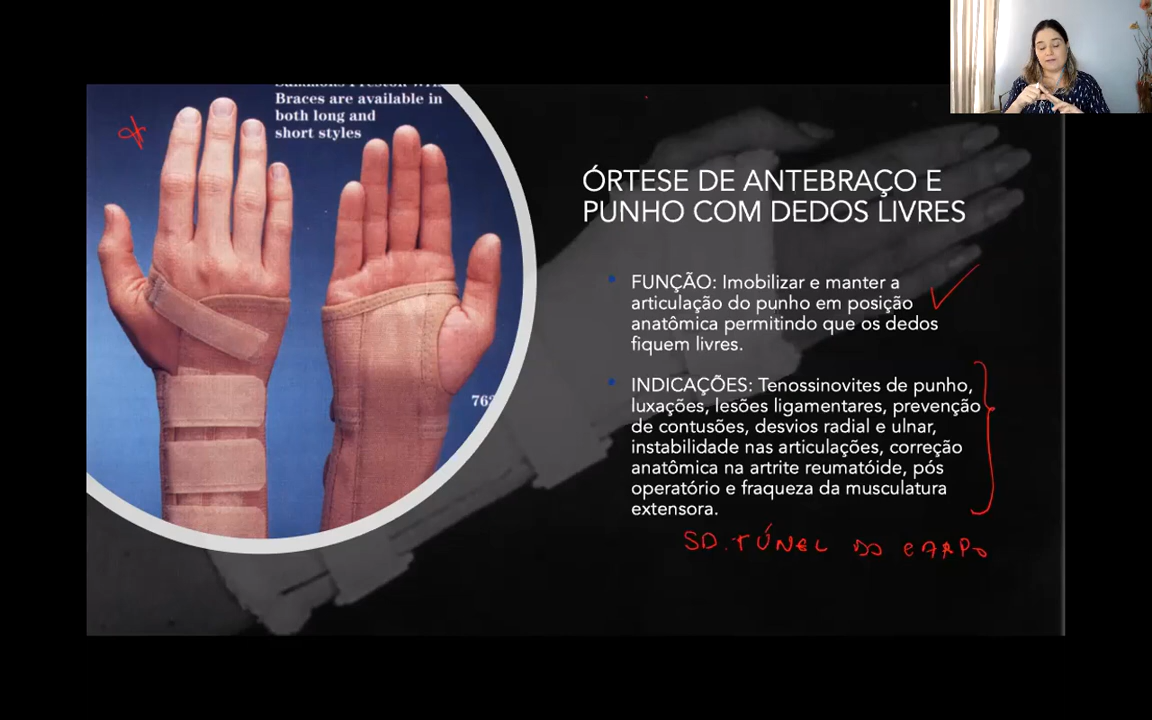 Braces are available in
both long and
short styles
ÓRTESE DE ANTEBRAÇO E
PUNHO COM DEDOS LIVRES
FUNÇÃO: Imobilizar e manter a
articulação do punho em posição
anatômica permitindo que os dedos
fiquem livres.
INDICAÇÕES: Tenossinovites de punho,
luxações, lesões ligamentares, prevenção
de contusões, desvios radial e ulnar,
instabilidade nas articulações, correção
anatômica na artrite reumatóide, pós
operatório e fraqueza da musculatura
extensora.
SD. TÚNEL DO CARPO